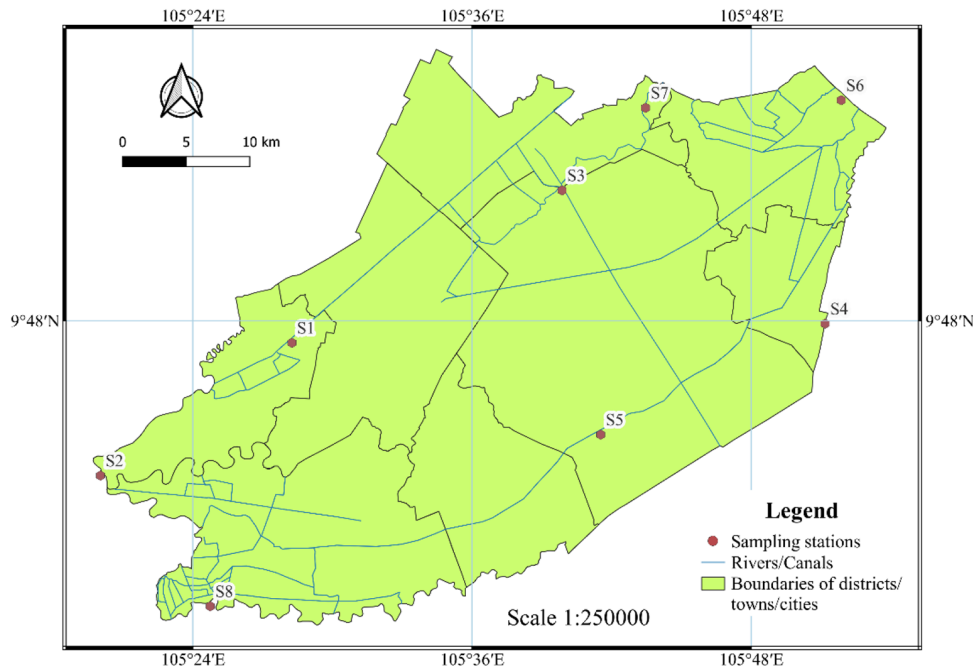 105°24′E 105°36′E 105°48′E
S7
S6
0 5 10 km
S3
9°48′N 9°48′N
S1
S4
S5
S2
Legend
Sampling stations
Rivers/Canals
Boundaries of districts/
towns/cities
S8
Scale 1:250000
105°24′E 105°36′E 105°48′E